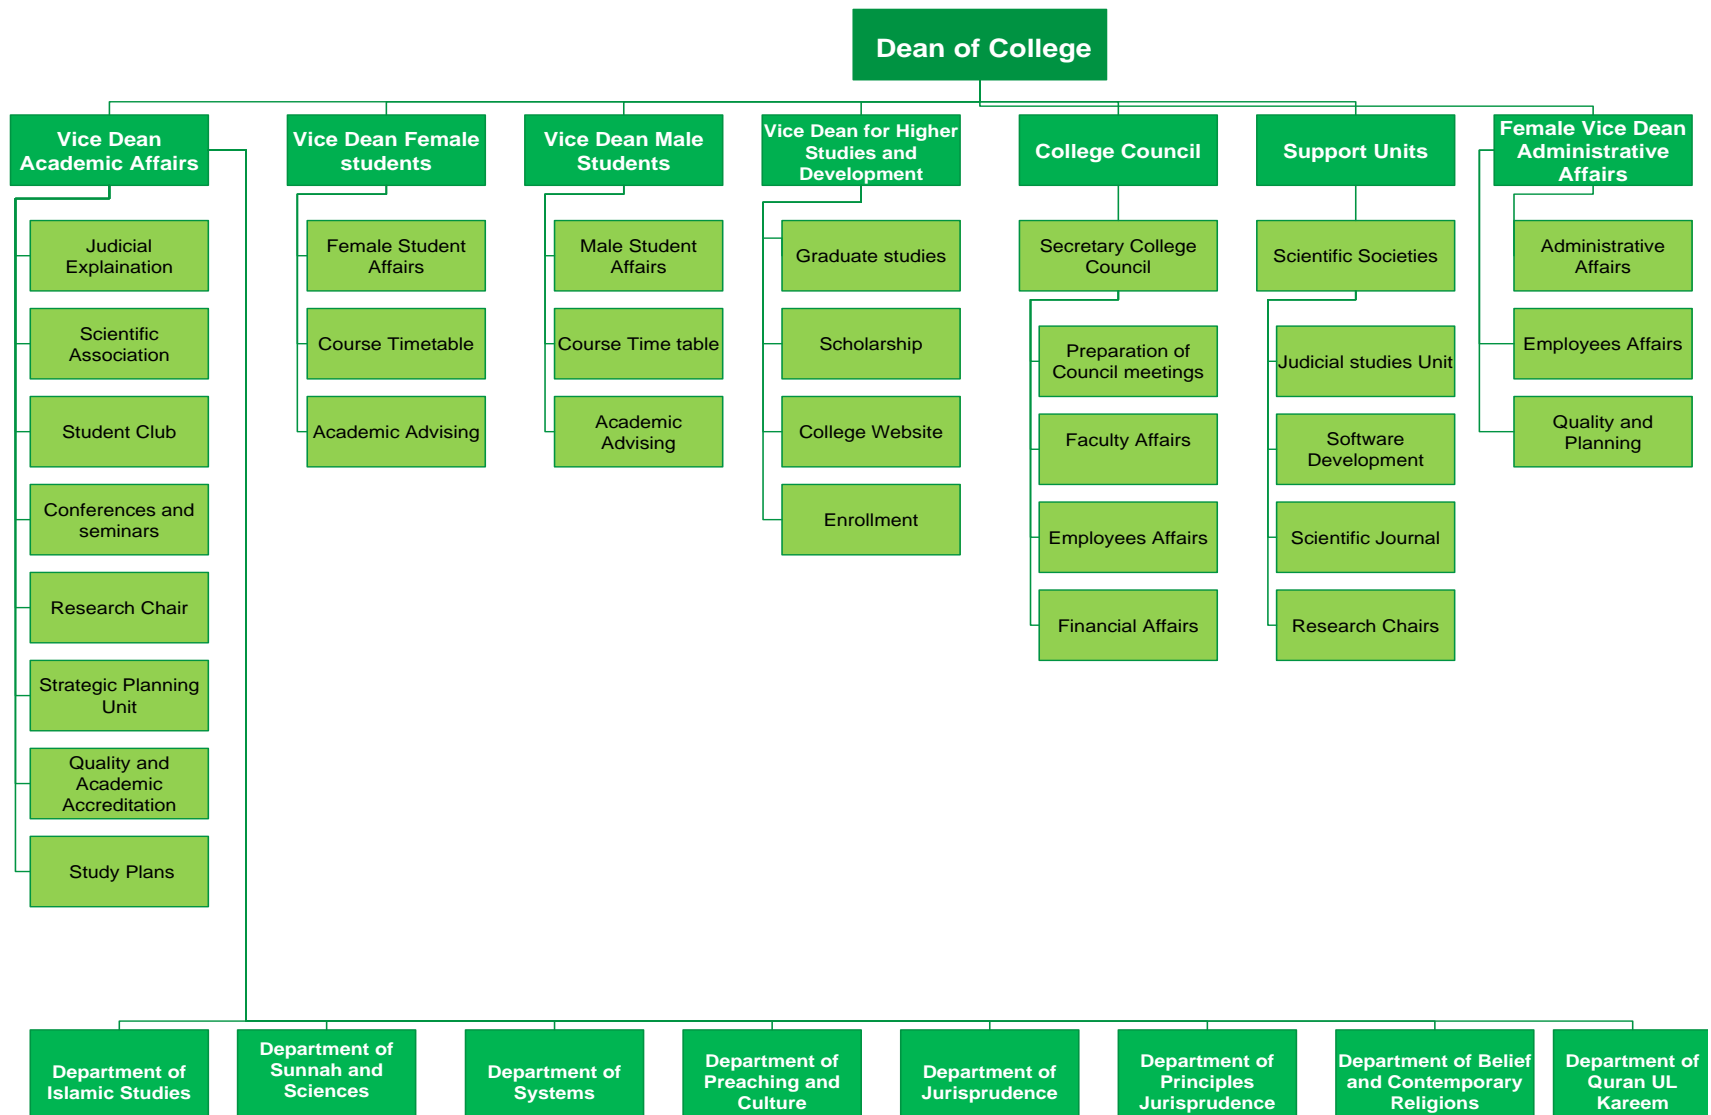 Dean of College
Vice Dean
Academic Affairs
Vice Dean Female
students
Vice Dean Male
Students
Vice Dean for Higher
Studies and
Development
College Council
Support Units
Female Vice Dean
Administrative
Affairs
Judicial
Explaination
Scientific
Association
Student Club
Conferences and
seminars
Research Chair
Strategic Planning
Unit
Quality and
Academic
Accreditation
Study Plans
Female Student
Affairs
Course Timetable
Academic Advising
Male Student
Affairs
Course Time table
Academic
Advising
Graduate studies
Scholarship
College Website
Enrollment
Secretary College
Council
Preparation of
Council meetings
Faculty Affairs
Employees Affairs
Financial Affairs
Scientific Societies
Judicial studies Unit
Software
Development
Scientific Journal
Research Chairs
Administrative
Affairs
Employees Affairs
Quality and
Planning
Department of
Islamic Studies
Department of
Sunnah and
Sciences
Department of
Systems
Department of
Preaching and
Culture
Department of
Jurisprudence
Department of
Principles
Jurisprudence
Department of Belief
and Contemporary
Religions
Department of
Quran UL
Kareem